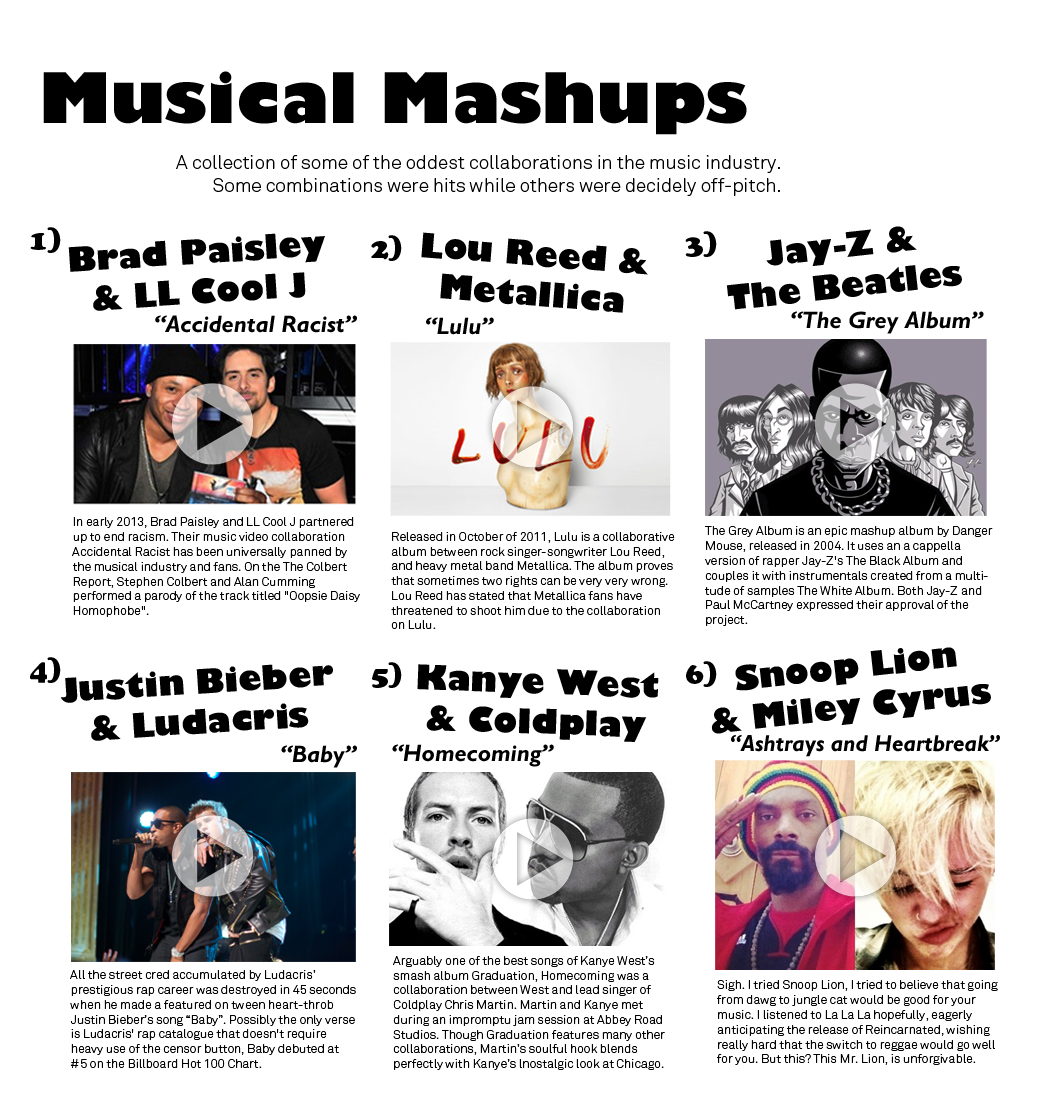 Musical Mashups
A collection of some of the oddest collaborations in the music industry.
Some combinations were hits while others were decidely off-pitch.
1) Brad Paisley
& LL Cool J
“Accidental Racist”
In early 2013, Brad Paisley and LL Cool J partnered
up to end racism. Their music video collaboration
Accidental Racist has been universally panned by
the musical industry and fans. On the The Colbert
Report, Stephen Colbert and Alan Cumming
performed a parody of the track titled "Oopsie Daisy
Homophobe".
2) Lou Reed &
Metallica
“Lulu”
LULU
Released in October of 2011, Lulu is a collaborative
album between rock singer-songwriter Lou Reed,
and heavy metal band Metallica. The album proves
that sometimes two rights can be very very wrong.
Lou Reed has stated that Metallica fans have
threatened to shoot him due to the collaboration
on Lulu.
3) Jay-Z &
The Beatles
“The Grey Album”
The Grey Album is an epic mashup album by Danger
Mouse, released in 2004. It uses an a cappella
version of rapper Jay-Z's The Black Album and
couples it with instrumentals created from a multi-
tude of samples The White Album. Both Jay-Z and
Paul McCartney expressed their approval of the
project.
4) Justin Bieber
& Ludacris
“Baby”
All the street cred accumulated by Ludacris’
prestigious rap career was destroyed in 45 seconds
when he made a featured on tween heart-throb
Justin Bieber’s song “Baby”. Possibly the only verse
is Ludacris' rap catalogue that doesn't require
heavy use of the censor button, Baby debuted at
#5 on the Billboard Hot 100 Chart.
5) Kanye West
& Coldplay
“Homecoming”
Arguably one of the best songs of Kanye West’s
smash album Graduation, Homecoming was a
collaboration between West and lead singer of
Coldplay Chris Martin. Martin and Kanye met
during an impromptu jam session at Abbey Road
Studios. Though Graduation features many other
collaborations, Martin’s soulful hook blends
perfectly with Kanye’s lnostalgic look at Chicago.
6) Snoop Lion
& Miley Cyrus
“Ashtrays and Heartbreak”
Sigh. I tried Snoop Lion, I tried to believe that going
from dawg to jungle cat would be good for your
music. I listened to La La La hopefully, eagerly
anticipating the release of Reincarnated, wishing
really hard that the switch to reggae would go well
for you. But this? This Mr. Lion, is unforgivable.